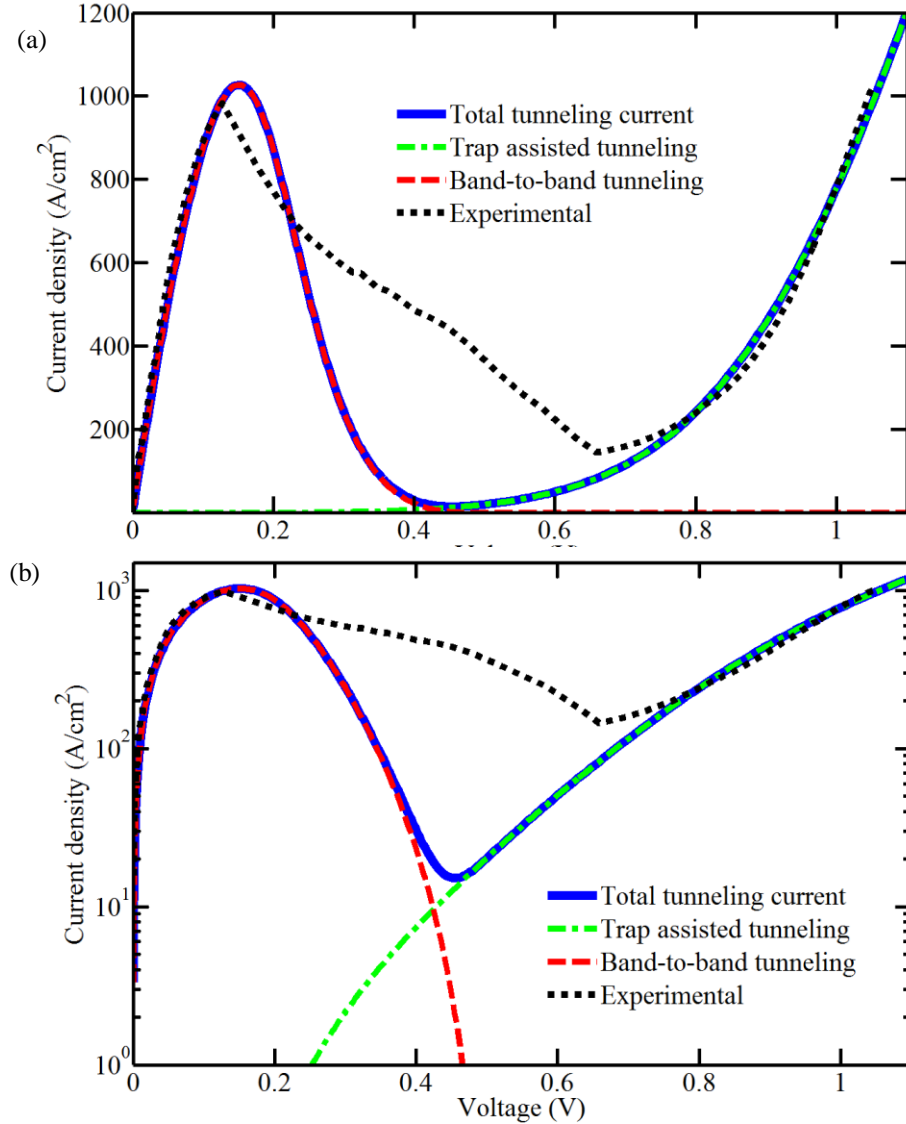 (a)
1200
1000
800
600
400
200
Current density (A/cm²)
Total tunneling current
Trap assisted tunneling
Band-to-band tunneling
Experimental
0 0.2 0.4 0.6 0.8 1
(b)
10³
10²
10¹
10⁰
Current density (A/cm²)
Total tunneling current
Trap assisted tunneling
Band-to-band tunneling
Experimental
0 0.2 0.4 0.6 0.8 1
Voltage (V)